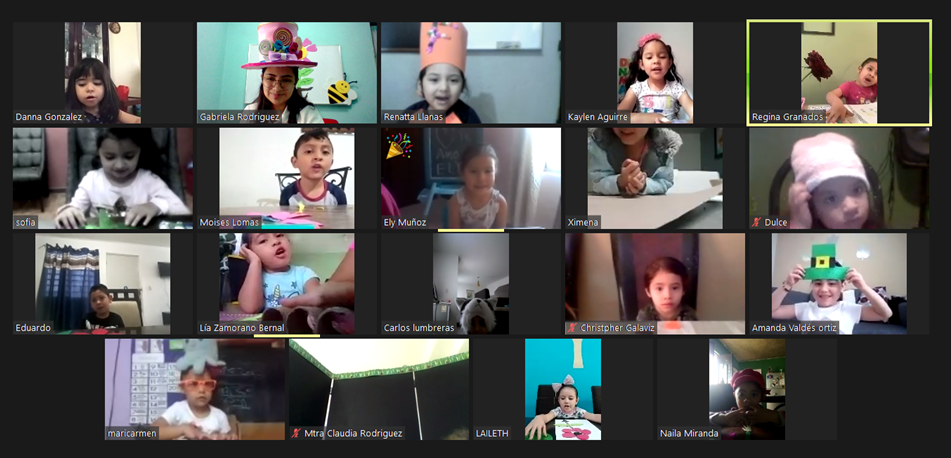 Danna Gonzalez
Gabriela Rodriguez
Renatta Llanas
Kaylen Aguirre
Regina Granados
sofia
Moises Lomas
Ely Muñoz
Ximena
Dulce
Eduardo
Lía Zamorano Bernal
Carlos lumbreras
Christpher Galaviz
Amanda Valdés ortiz
maricarmen
Mtra Claudia Rodriguez
LAILETH
Naila Miranda